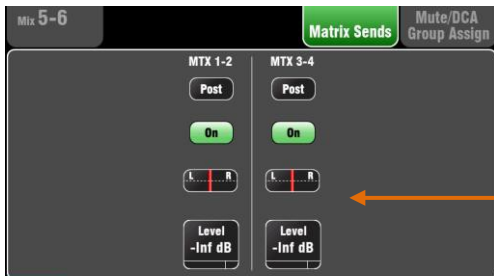 Mix 5-6
Matrix Sends
Mute/DCA
Group Assign
MTX 1-2
MTX 3-4
Post
Post
On
On
L R
L R
Level
-Inf dB
Level
-Inf dB